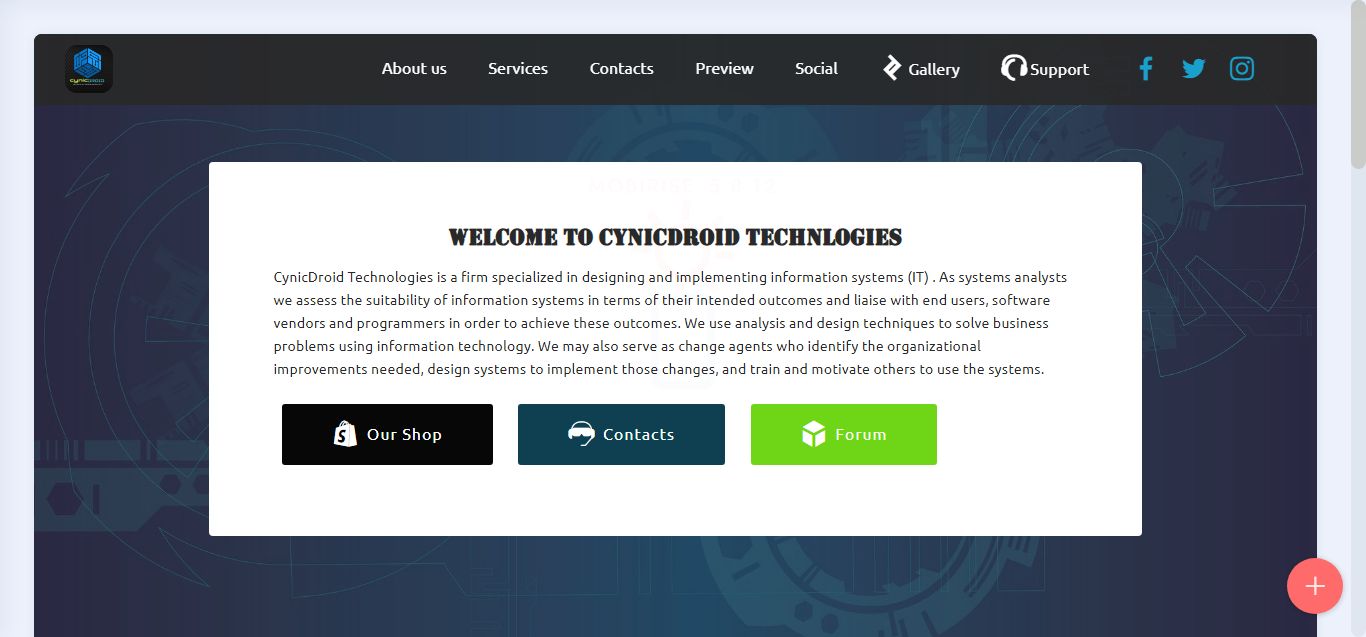 CYNICDROID
About us
Services
Contacts
Preview
Social
Gallery
Support
WELCOME TO CYNICDROID TECHNLOGIES
CynicDroid Technologies is a firm specialized in designing and implementing information systems (IT) . As systems analysts
we assess the suitability of information systems in terms of their intended outcomes and liaise with end users, software
vendors and programmers in order to achieve these outcomes. We use analysis and design techniques to solve business
problems using information technology. We may also serve as change agents who identify the organizational
improvements needed, design systems to implement those changes, and train and motivate others to use the systems.
Our Shop
Contacts
Forum